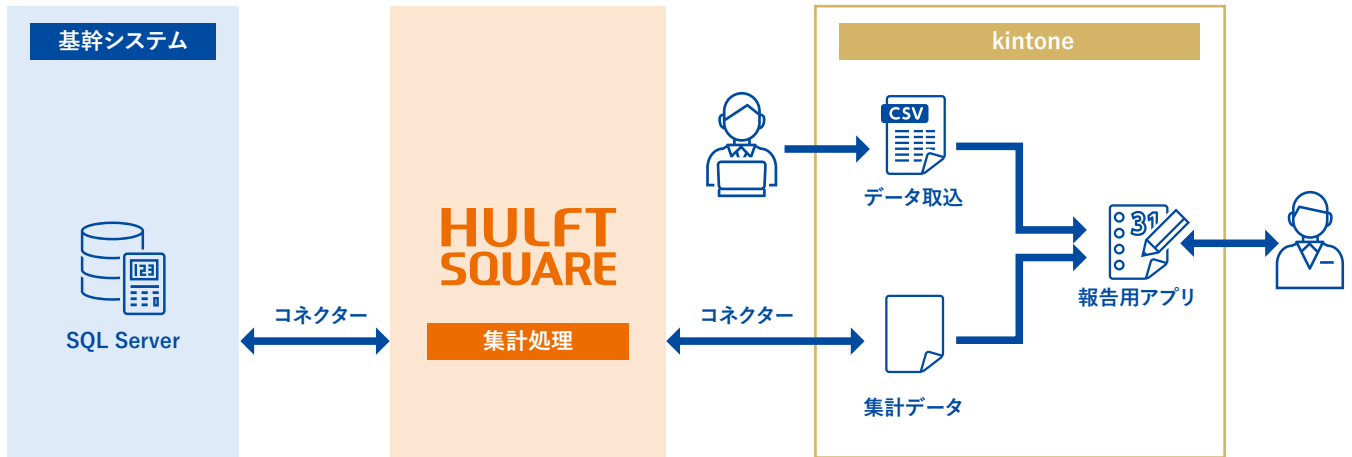 基幹システム
SQL Server
コネクター
HULFT
SQUARE
集計処理
コネクター
kintone
CSV
データ取込
集計データ
31
報告用アプリ
123